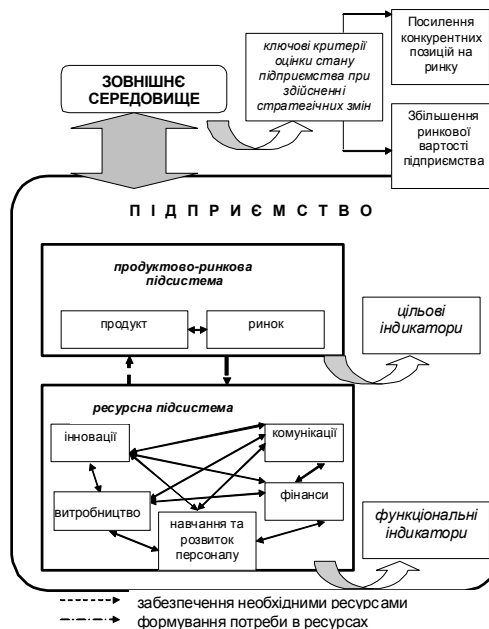 Посилення
конкурентних
позицій на
ринку
ключові критерії
оцінки стану
підприємства при
здійсненні
стратегічних змін
ЗОВНІШНЄ
СЕРЕДОВИЩЕ
Збільшення
ринкової
вартості
підприємства
ПІДПРИЄМСТВО
продуктово-ринкова
підсистема
продукт
ринок
цільові
індикатори
ресурсна підсистема
інновації
комунікації
витробництво
фінанси
навчання та
розвиток
персоналу
функціональні
індикатори
забезпечення необхідними ресурсами
формування потреби в ресурсах